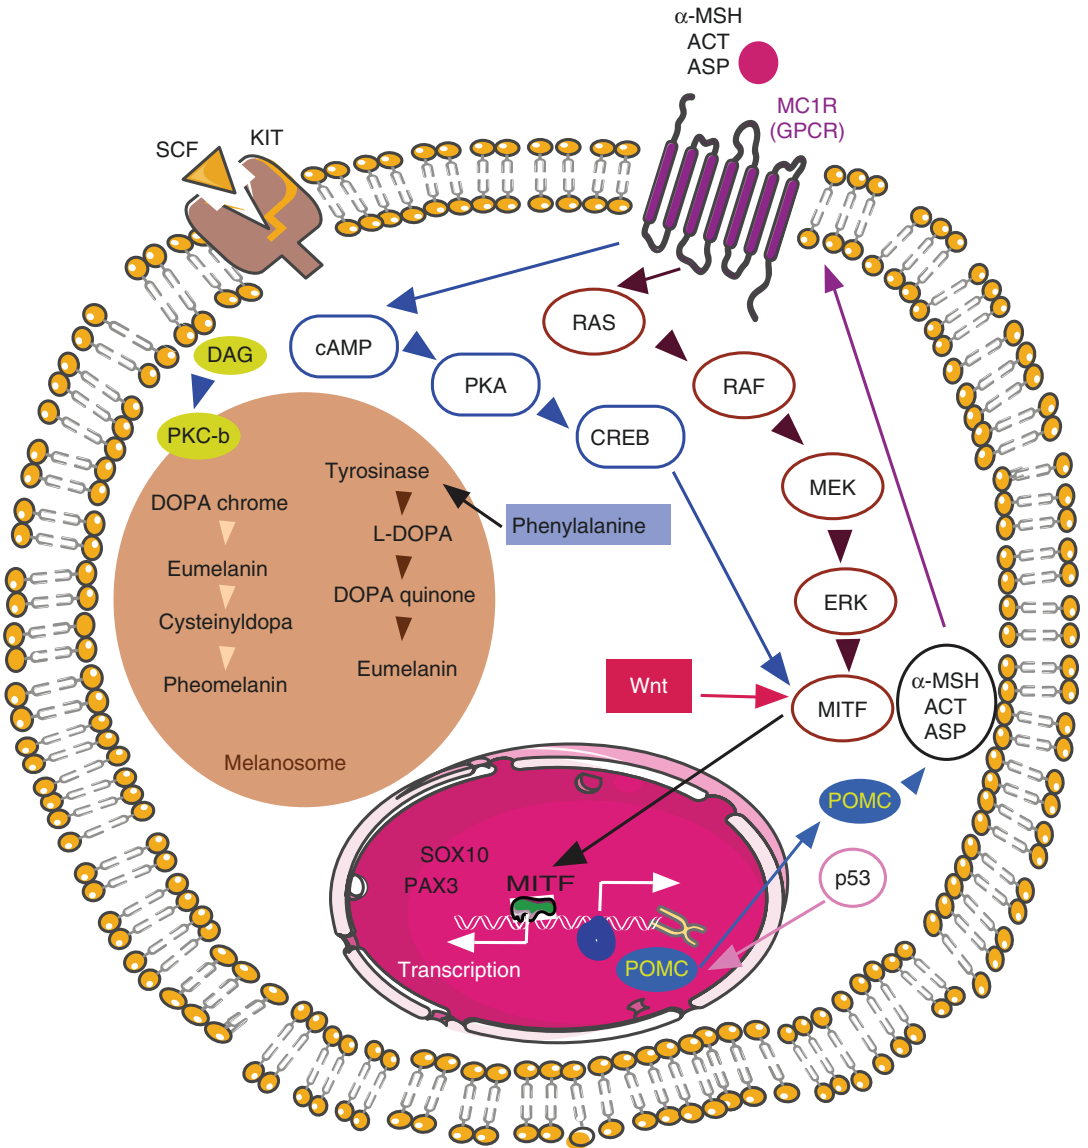 α-MSH
ACT
ASP
MC1R
(GPCR)
KIT
SCF
RAS
cAMP
DAG
PKA
RAF
PKC-b
CREB
Tyrosinase
MEK
DOPA chrome
Phenylalanine
L-DOPA
Eumelanin
DOPA quinone
ERK
Cysteinyldopa
Eumelanin
Pheomelanin
Wnt
MITF
α-MSH
ACT
ASP
Melanosome
POMC
SOX10
PAX3
MITF
p53
Transcription
POMC